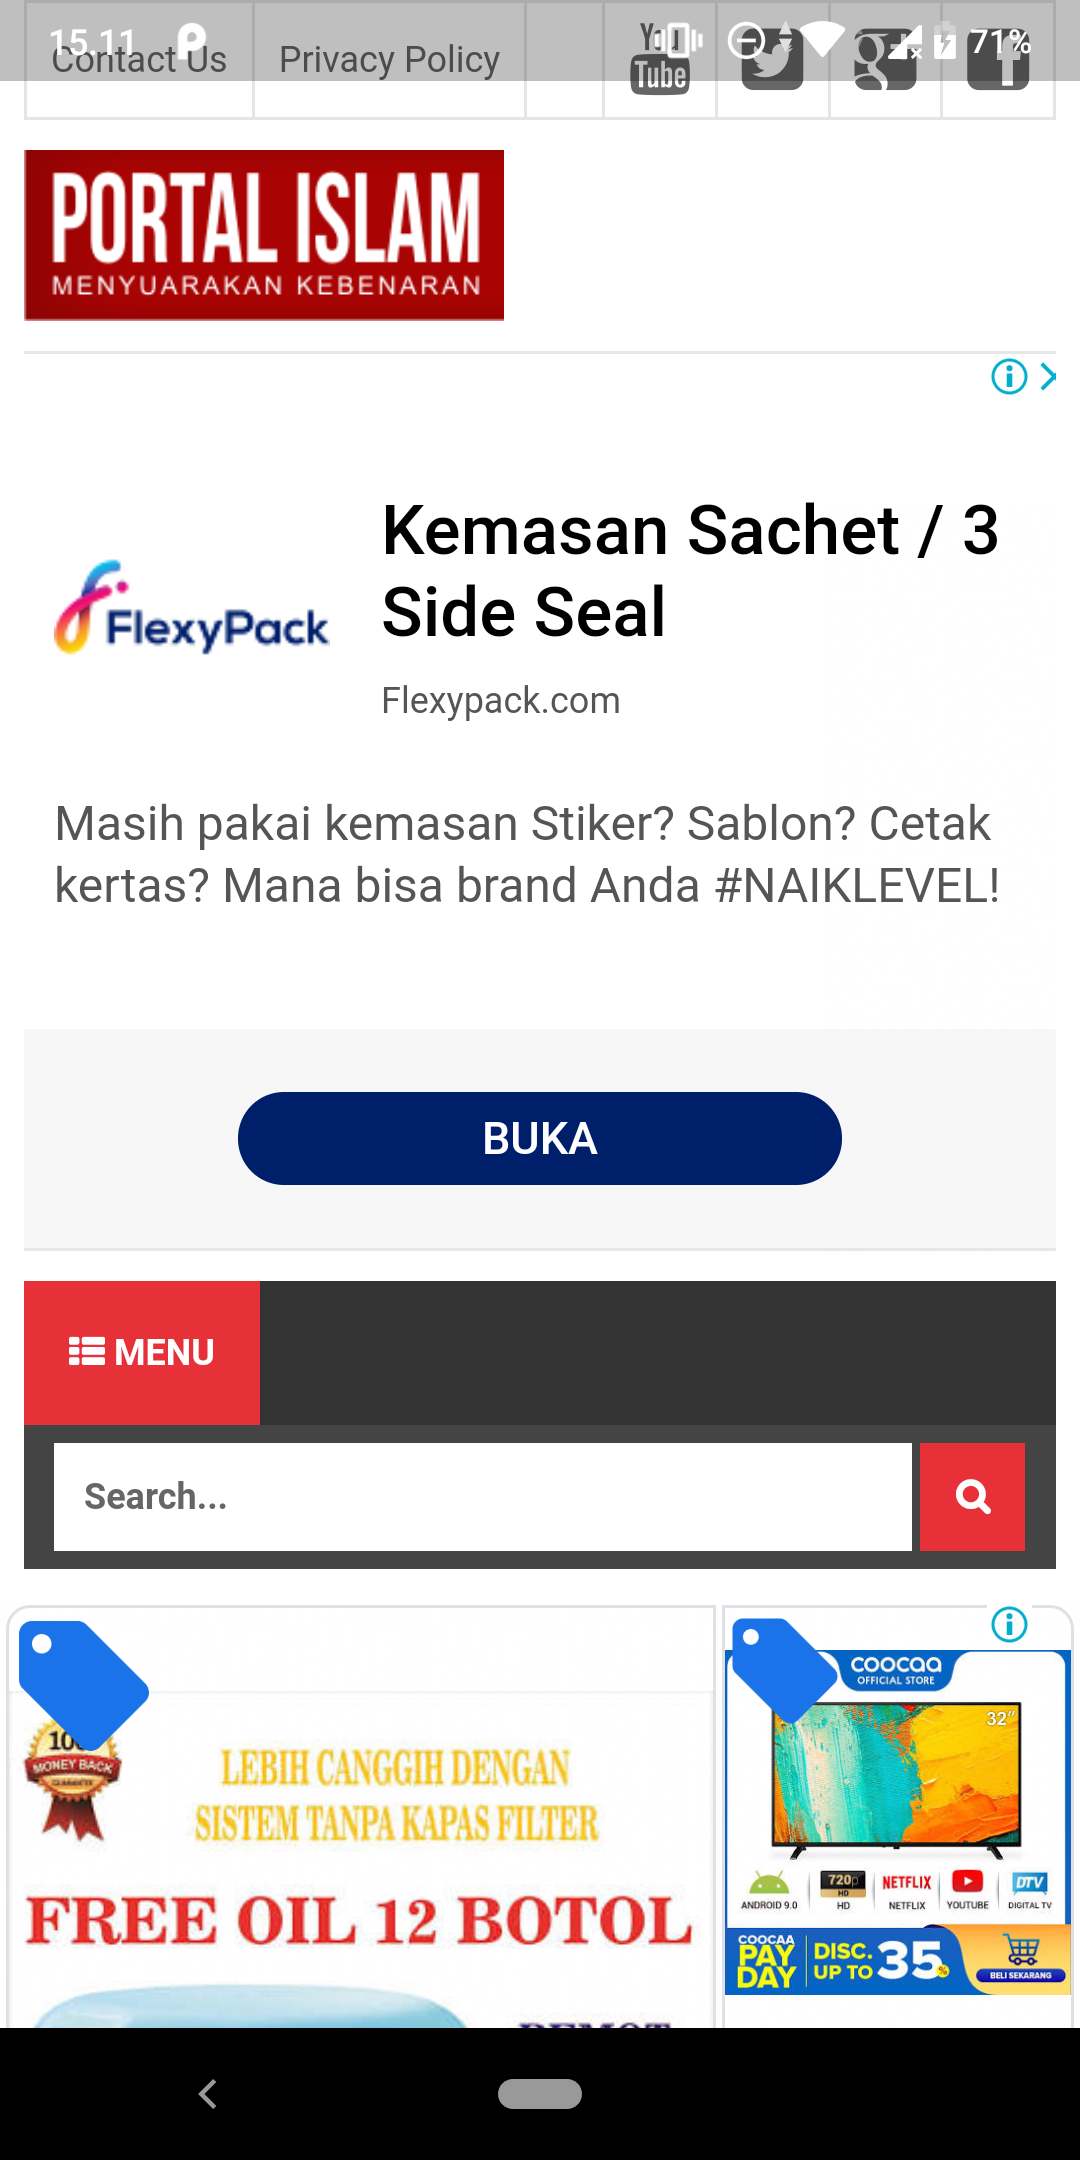 15.11
71%
Contact Us
Privacy Policy
You
Tube
PORTAL ISLAM
MENYUARAKAN KEBENARAN
Kemasan Sachet / 3
Side Seal
FlexyPack
Flexypack.com
Masih pakai kemasan Stiker? Sablon? Cetak
kertas? Mana bisa brand Anda #NAIKLEVEL!
BUKA
MENU
Search...
MONEY BACK
GUARANTEE
LEBIH CANGGIH DENGAN
SISTEM TANPA KAPAS FILTER
FREE OIL 12 BOTOL
coocaa
OFFICIAL STORE
32"
720p
HD
NETFLIX
DTV
ANDROID 9.0
HD
NETFLIX
YOUTUBE
DIGITAL TV
COOCAA
PAY
DAY
DISC.
UP TO
35%
BELI SEKARANG